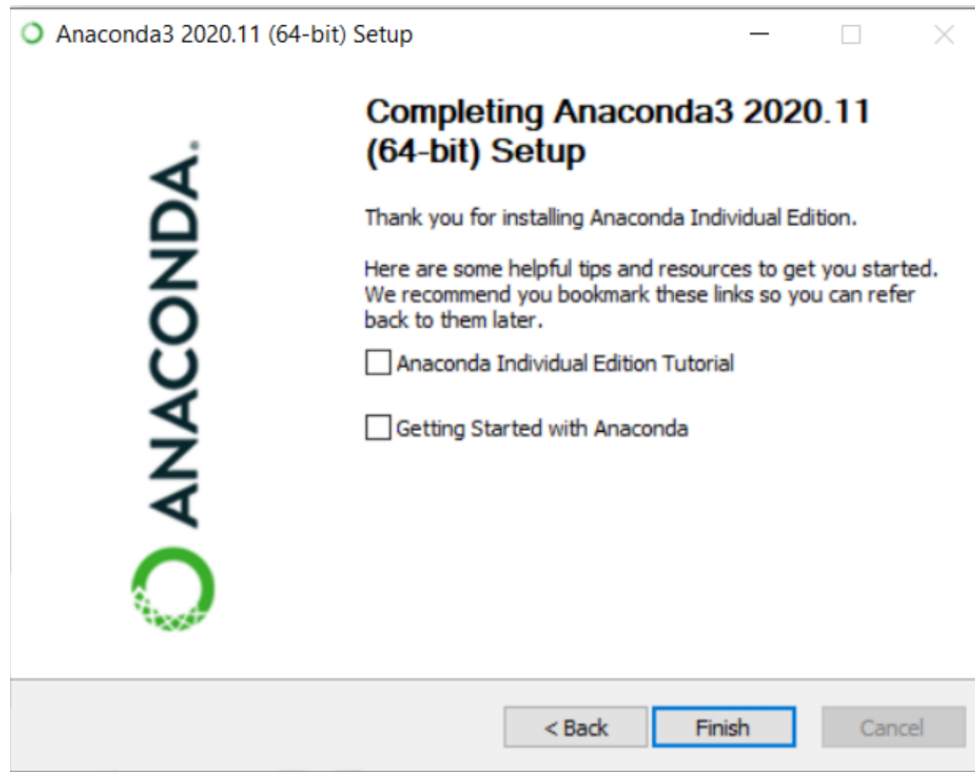 Anaconda3 2020.11 (64-bit) Setup
Completing Anaconda3 2020.11
(64-bit) Setup
ANACONDA.
Thank you for installing Anaconda Individual Edition.
Here are some helpful tips and resources to get you started.
We recommend you bookmark these links so you can refer
back to them later.
Anaconda Individual Edition Tutorial
Getting Started with Anaconda
< Back Finish Cancel